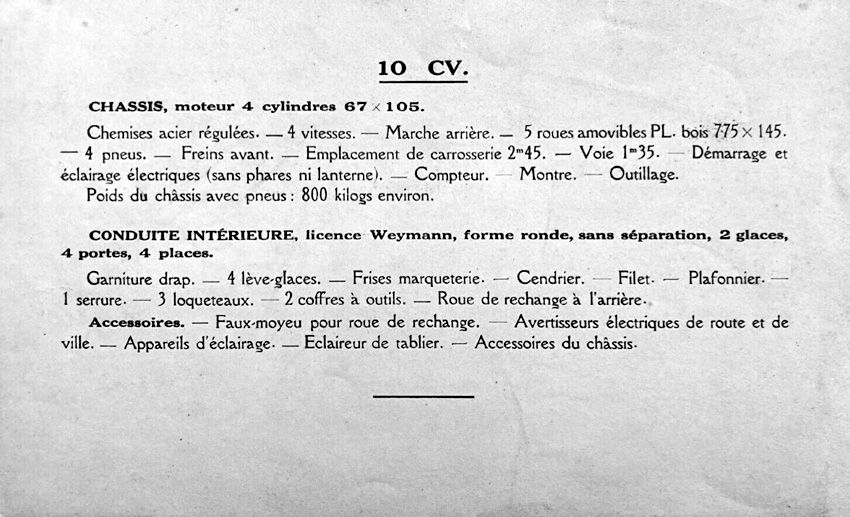 10 CV.
CHASSIS, moteur 4 cylindres 67 × 105.
Chemises acier régulées. — 4 vitesses. — Marche arrière. — 5 roues amovibles PL. bois 775 × 145.
— 4 pneus. — Freins avant. — Emplacement de carrosserie 2ᵐ45. — Voie 1ᵐ35. — Démarrage et
éclairage électriques (sans phares ni lanterne). — Compteur. — Montre. — Outillage.
Poids du châssis avec pneus : 800 kilogs environ.
CONDUITE INTÉRIEURE, licence Weymann, forme ronde, sans séparation, 2 glaces,
4 portes, 4 places.
Garniture drap. — 4 lève-glaces. — Frises marqueterie. — Cendrier. — Filet. — Plafonnier. —
1 serrure. — 3 loqueteaux. — 2 coffres à outils. — Roue de rechange à l'arrière.
Accessoires. — Faux-moyeu pour roue de rechange. — Avertisseurs électriques de route et de
ville. — Appareils d'éclairage. — Eclaireur de tablier. — Accessoires du châssis.